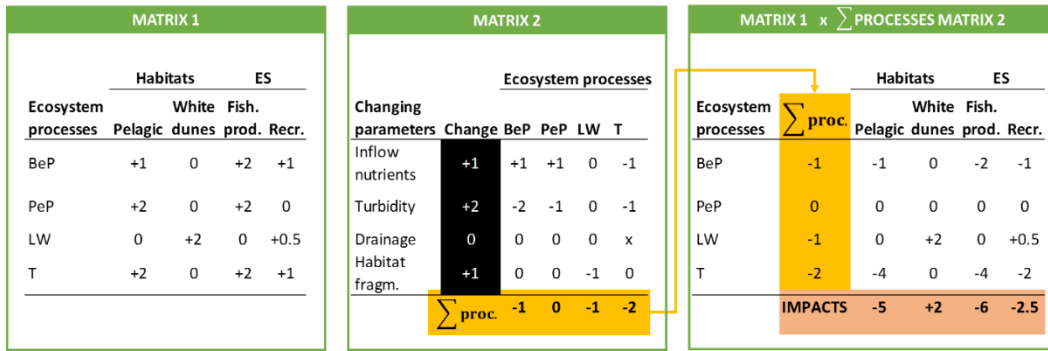 MATRIX 1
Habitats ES
Ecosystem White Fish.
processes Pelagic dunes prod. Recr.
BeP +1 0 +2 +1
PeP +2 0 +2 0
LW 0 +2 0 +0.5
T +2 0 +2 +1
MATRIX 2
Ecosystem processes
Changing
parameters Change BeP PeP LW T
Inflow
nutrients +1 +1 +1 0 -1
Turbidity +2 -2 -1 0 -1
Drainage 0 0 0 0 x
Habitat
fragm. +1 0 0 -1 0
∑ proc. -1 0 -1 -2
MATRIX 1 x ∑ PROCESSES MATRIX 2
Habitats ES
Ecosystem White Fish.
processes ∑ proc. Pelagic dunes prod. Recr.
BeP -1 -1 0 -2 -1
PeP 0 0 0 0 0
LW -1 0 +2 0 +0.5
T -2 -4 0 -4 -2
IMPACTS -5 +2 -6 -2.5